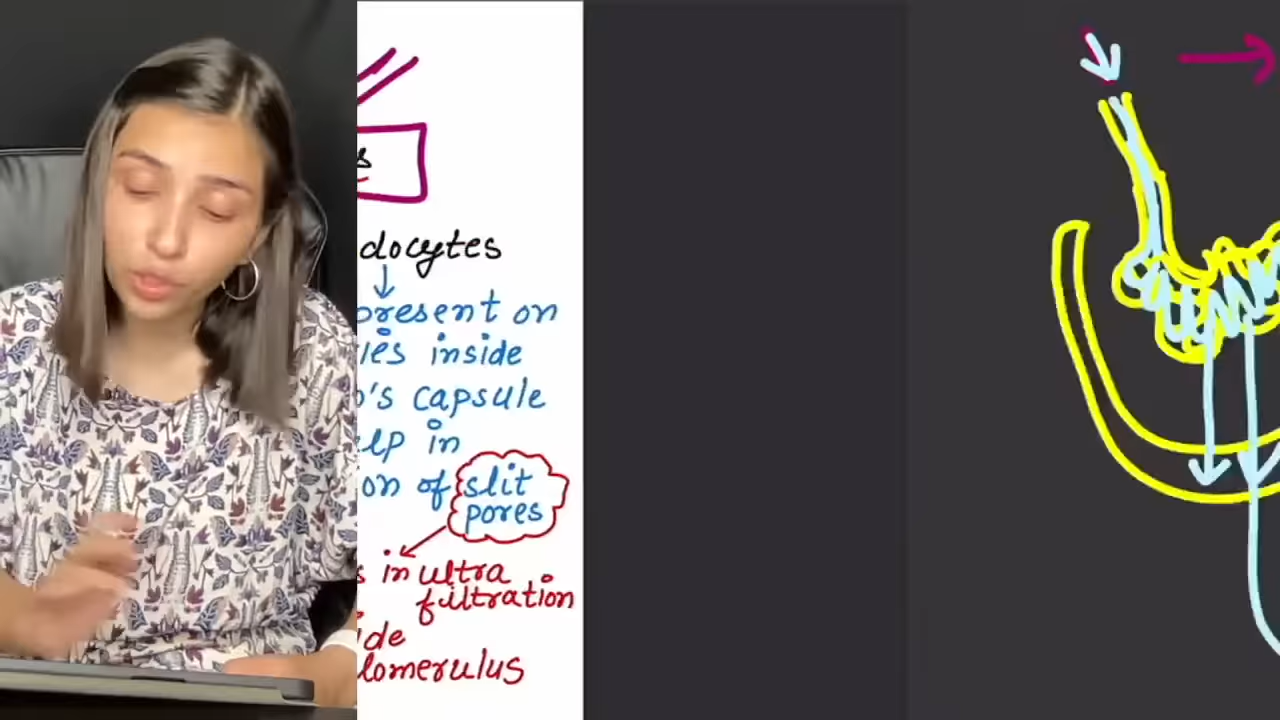 docytes
present on
les inside
's capsule
lp in
on of slit
pores
s in ultra
filtration
de
lomerulus